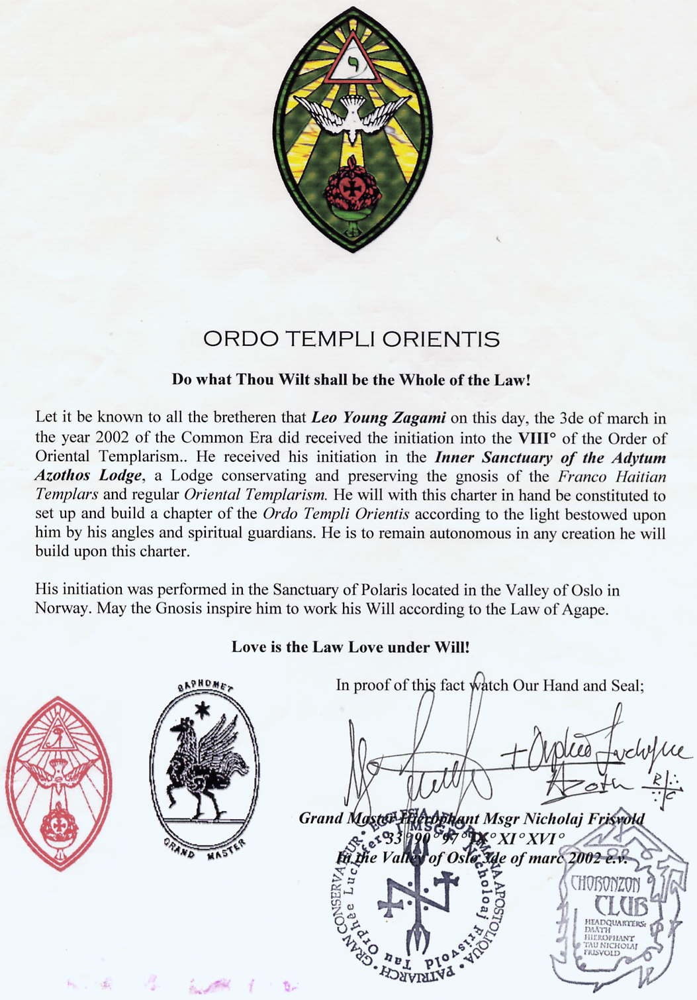 ORDO TEMPLI ORIENTIS
Do what Thou Wilt shall be the Whole of the Law!
Let it be known to all the bretheren that Leo Young Zagami on this day, the 3de of march in
the year 2002 of the Common Era did received the initiation into the VIII° of the Order of
Oriental Templarism.. He received his initiation in the Inner Sanctuary of the Adytum
Azothos Lodge, a Lodge conservating and preserving the gnosis of the Franco Haitian
Templars and regular Oriental Templarism. He will with this charter in hand be constituted to
set up and build a chapter of the Ordo Templi Orientis according to the light bestowed upon
him by his angles and spiritual guardians. He is to remain autonomous in any creation he will
build upon this charter.
His initiation was performed in the Sanctuary of Polaris located in the Valley of Oslo in
Norway. May the Gnosis inspire him to work his Will according to the Law of Agape.
Love is the Law Love under Will!
In proof of this fact watch Our Hand and Seal;
BAPHOMET
GRAND MASTER
Azoth
R C
Grand Master Hierophant Msgr Nicholaj Frisvold
33°90°97°IX°XI°XVI°
In the Valley of Oslo 3de of marc 2002 e.v.
PATRIARCH • GRAN CONSERVATEUR • ECGLESIA APOSTOLIQUA
Tau Orphée Luchifero I MSGR Nicholoaj Frisvold
CHORONZON
CLUB
HEADQUARTERS:
DAATH
HIEROPHANT
TAU NICHOLAJ
FRISVOLD